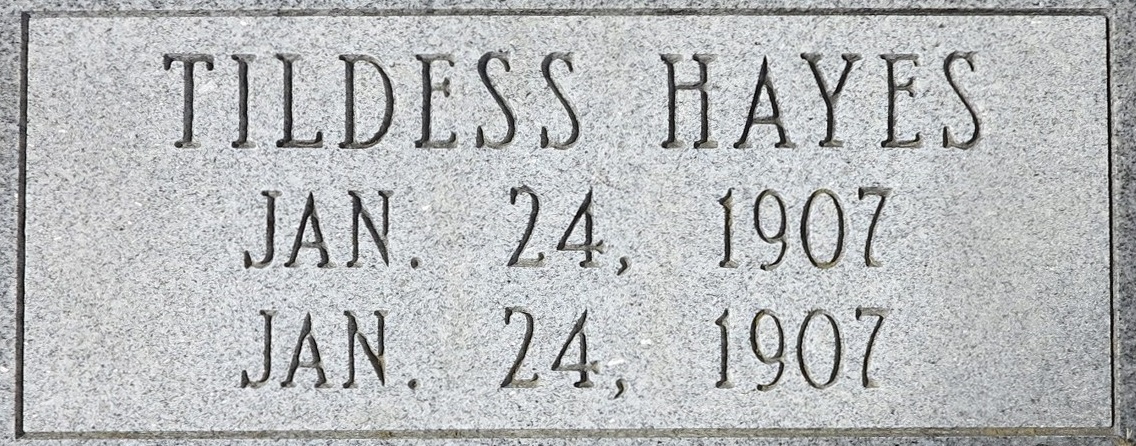 TILDESS HAYES
JAN. 24, 1907
JAN. 24, 1907